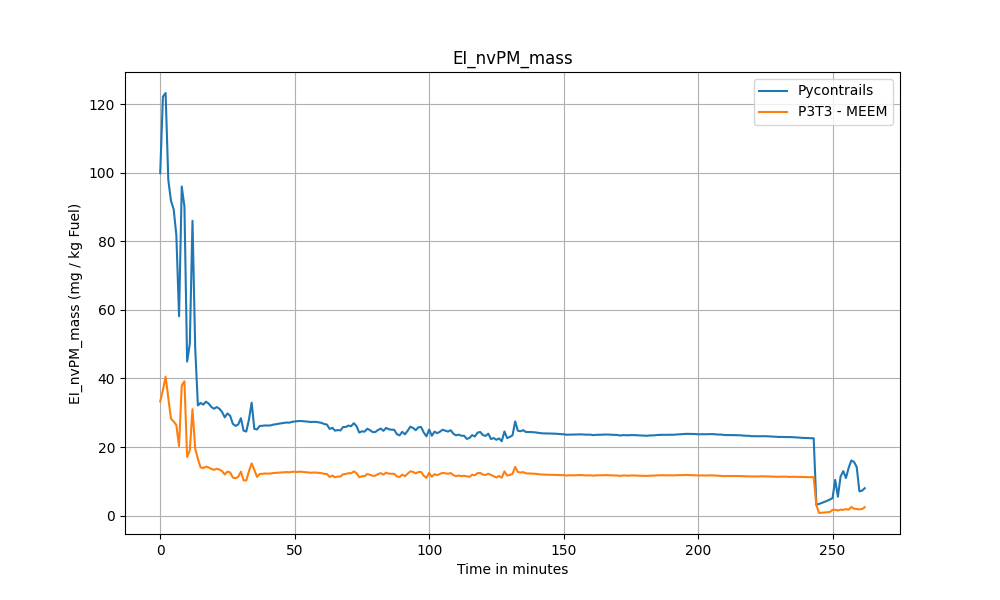 EI_nvPM_mass
Pycontrails
P3T3 - MEEM
EI_nvPM_mass (mg / kg Fuel)
120
100
80
60
40
20
0
0 50 100 150 200 250
Time in minutes